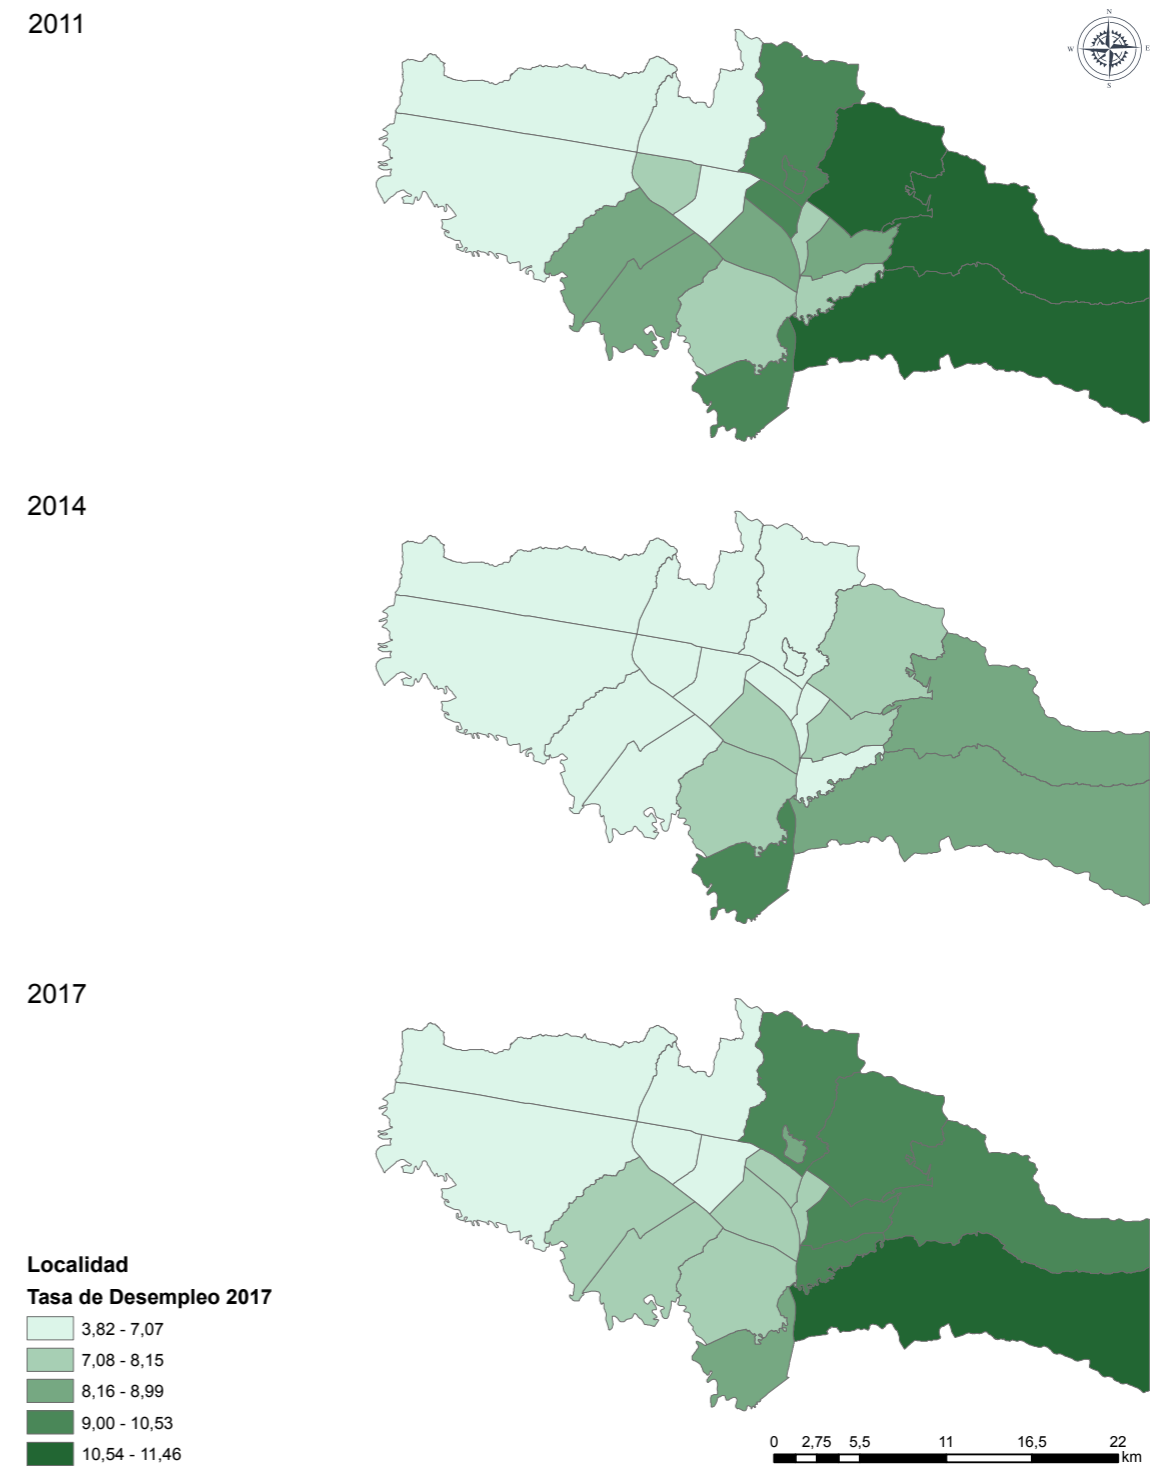 2011
N
W E
S
2014
2017
Localidad
Tasa de Desempleo 2017
3,82 - 7,07
7,08 - 8,15
8,16 - 8,99
9,00 - 10,53
10,54 - 11,46
0 2,75 5,5 11 16,5 22
km